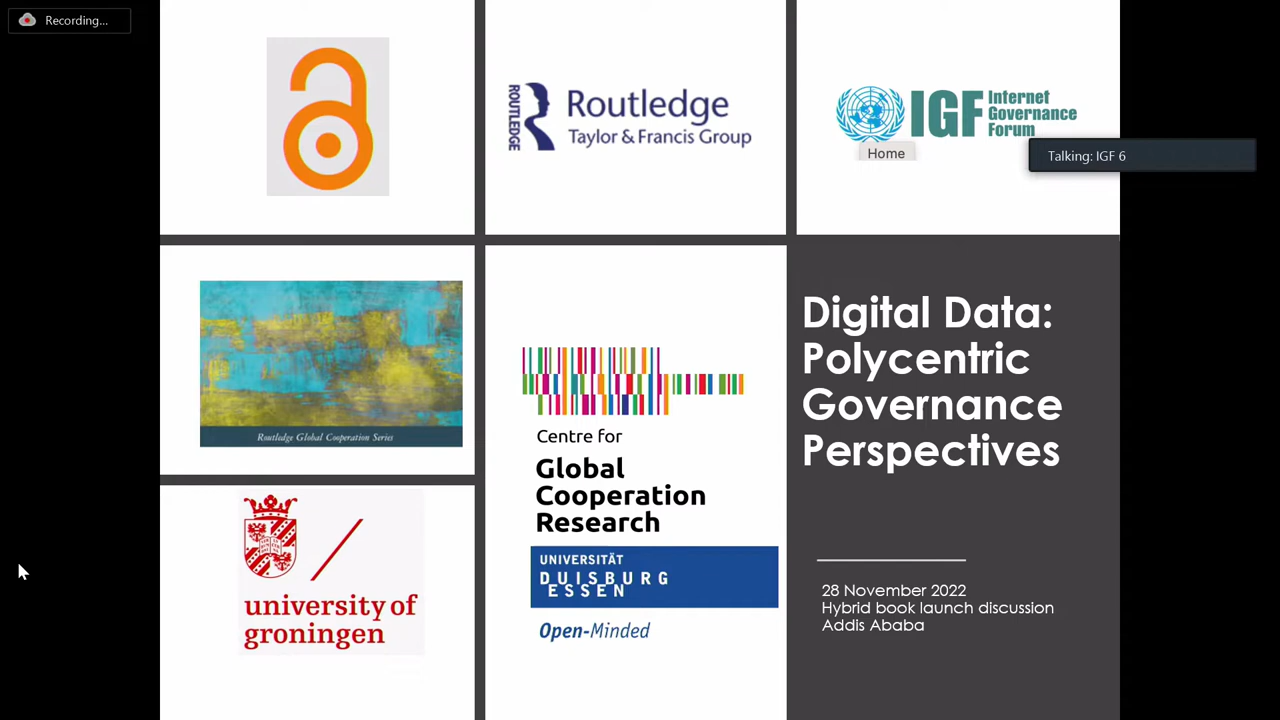 Recording...
ROUTLEDGE
Routledge
Taylor & Francis Group
IGF
Internet
Governance
Forum
Home
Talking: IGF 6
Routledge Global Cooperation Series
Centre for
Global
Cooperation
Research
UNIVERSITÄT
DUISBURG
ESSEN
Open-Minded
Digital Data:
Polycentric
Governance
Perspectives
28 November 2022
Hybrid book launch discussion
Addis Ababa
university of
groningen